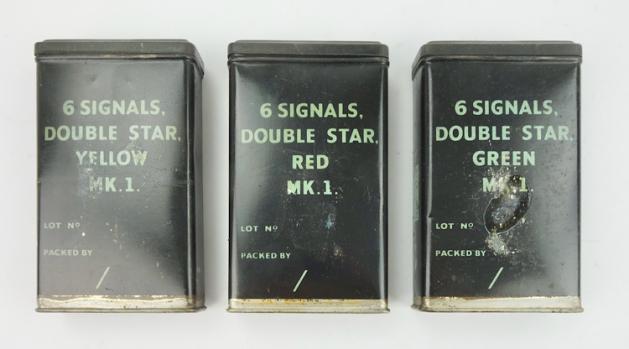 6 SIGNALS,
DOUBLE STAR,
YELLOW
MK.1.
LOT Nº
PACKED BY
/
6 SIGNALS,
DOUBLE STAR,
RED
MK.1.
LOT Nº
PACKED BY
/
6 SIGNALS,
DOUBLE STAR,
GREEN
MK.1.
LOT Nº
PACKED BY
/